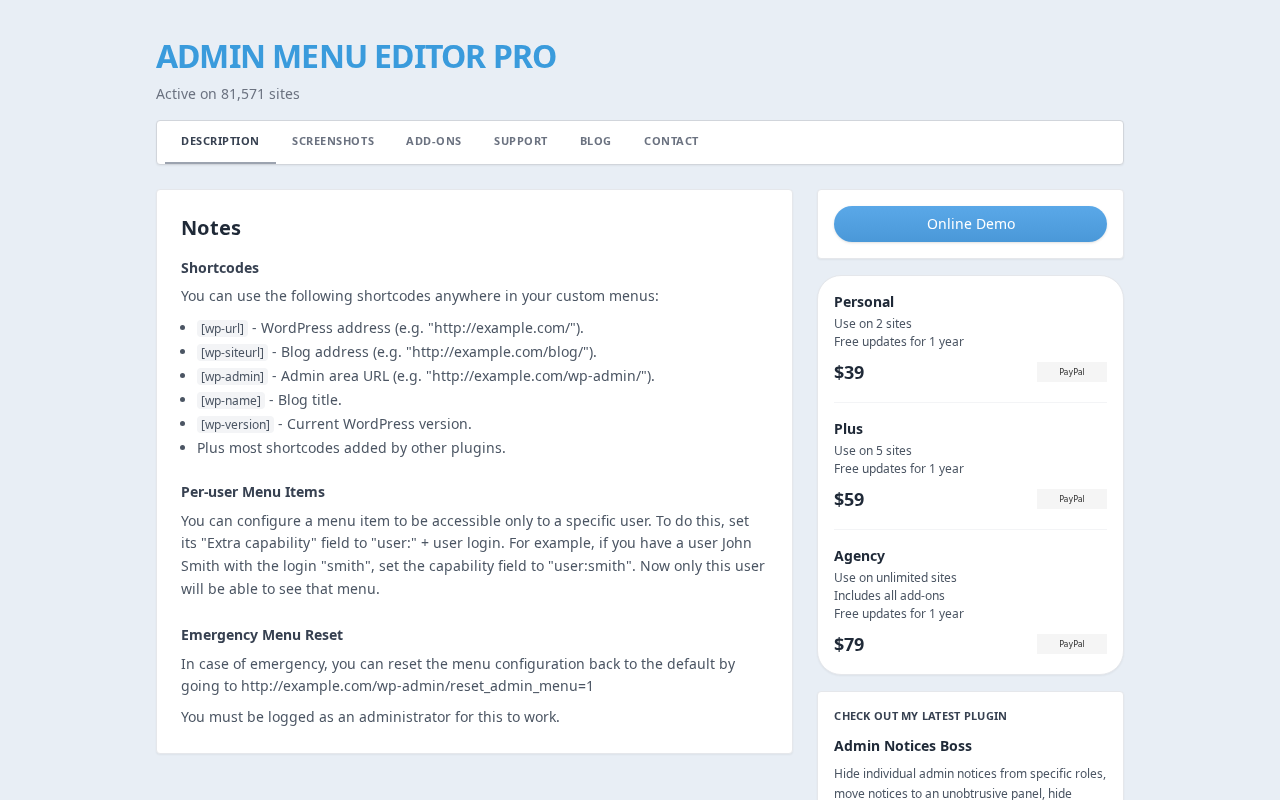 ADMIN MENU EDITOR PRO
Active on 81,571 sites
DESCRIPTION SCREENSHOTS ADD-ONS SUPPORT BLOG CONTACT
Notes
Shortcodes
You can use the following shortcodes anywhere in your custom menus:
[wp-url] - WordPress address (e.g. "http://example.com/").
[wp-siteurl] - Blog address (e.g. "http://example.com/blog/").
[wp-admin] - Admin area URL (e.g. "http://example.com/wp-admin/").
[wp-name] - Blog title.
[wp-version] - Current WordPress version.
Plus most shortcodes added by other plugins.
Per-user Menu Items
You can configure a menu item to be accessible only to a specific user. To do this, set
its "Extra capability" field to "user:" + user login. For example, if you have a user John
Smith with the login "smith", set the capability field to "user:smith". Now only this user
will be able to see that menu.
Emergency Menu Reset
In case of emergency, you can reset the menu configuration back to the default by
going to http://example.com/wp-admin/reset_admin_menu=1
You must be logged as an administrator for this to work.
Online Demo
Personal
Use on 2 sites
Free updates for 1 year
$39 PayPal
Plus
Use on 5 sites
Free updates for 1 year
$59 PayPal
Agency
Use on unlimited sites
Includes all add-ons
Free updates for 1 year
$79 PayPal
CHECK OUT MY LATEST PLUGIN
Admin Notices Boss
Hide individual admin notices from specific roles,
move notices to an unobtrusive panel, hide